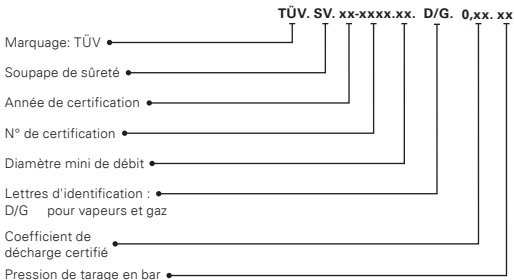 TÜV. SV. xx-xxxx.xx. D/G. 0,xx. xx
Marquage: TÜV
Soupape de sûreté
Année de certification
N° de certification
Diamètre mini de débit
Lettres d'identification :
D/G pour vapeurs et gaz
Coefficient de
décharge certifié
Pression de tarage en bar